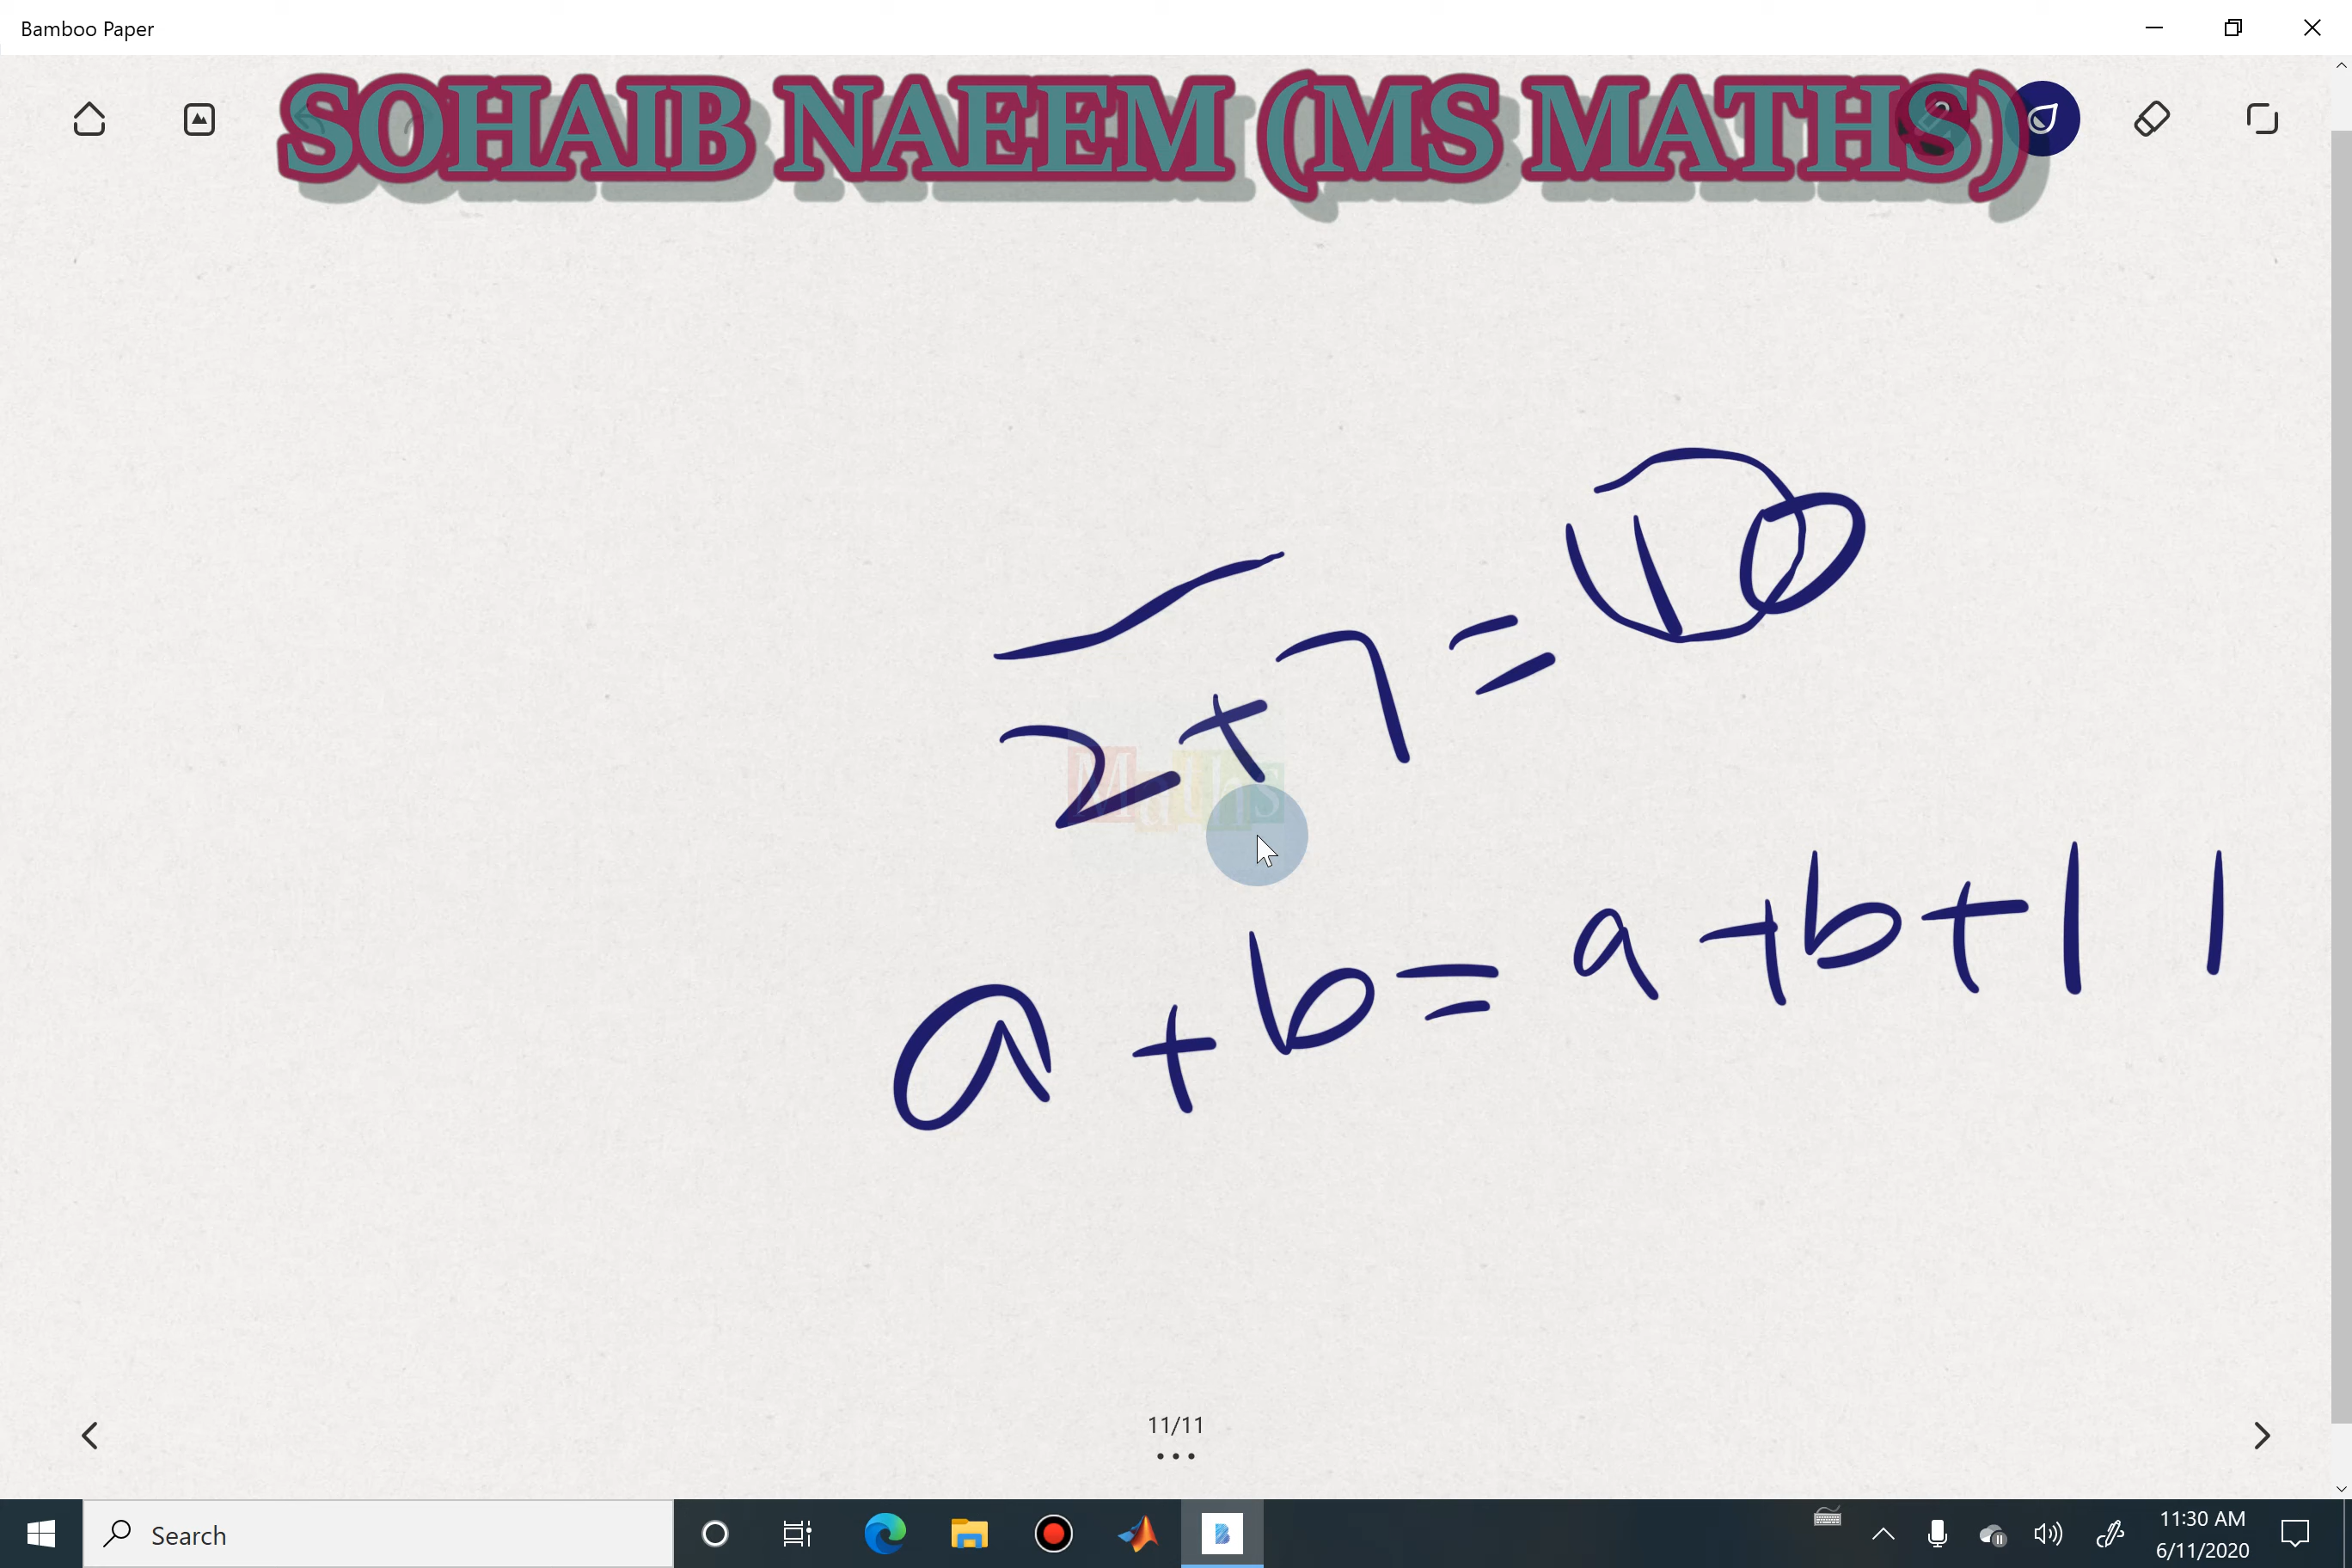 Bamboo Paper
SOHAIB NAEEM (MS MATHS)
2+7=10
Maths
a+b=a+b+1 1
11/11
Search
11:30 AM
6/11/2020